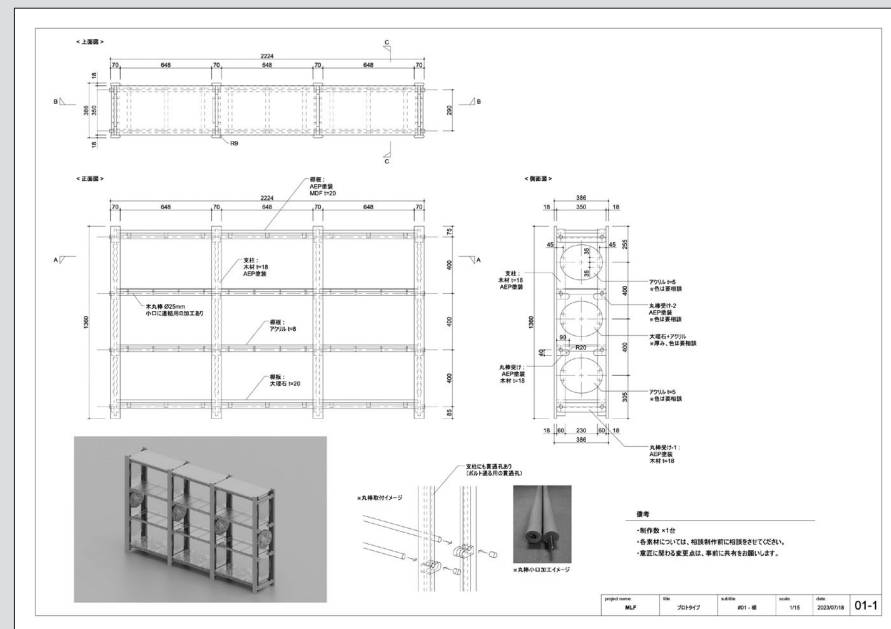 < 上面図 >
C
2224
70 648 70 648 70 648 70
18
B
386
350
290
B
18
R9
C
< 正面図 >
棚板 :
AEP塗装
MDF t=20
2224
70 648 70 648 70 648 70
A
A
75
400
400
400
85
1360
支柱 :
木材 t=18
AEP塗装
木丸棒 Ø25mm
小口に連結用の加工あり
棚板 :
アクリル t=8
棚板 :
大理石 t=20
< 側面図 >
386
18 350 18
45
45
35
35
255
400
400
305
1360
支柱 :
木材 t=18
AEP塗装
アクリル t=5
※色は要相談
丸棒受け-2
AEP塗装
※色は要相談
大理石+アクリル
※厚み、色は要相談
90
R20
40
丸棒受け :
AEP塗装
木材 t=18
アクリル t=5
※色は要相談
18 60 230 60 18
386
丸棒受け-1 :
AEP塗装
木材 t=18
支柱にも貫通孔あり
(ボルト通る用の貫通孔)
※丸棒取付イメージ
※丸棒小口加工イメージ
備考
・制作数 ×1台
・各素材については、相談制作前に相談をさせてください。
・意匠に関わる変更点は、事前に共有をお願いします。
project name: title: subtitle: scale: date:
MLF プロトタイプ #01 - 棚 1/15 2023/07/18 01-1